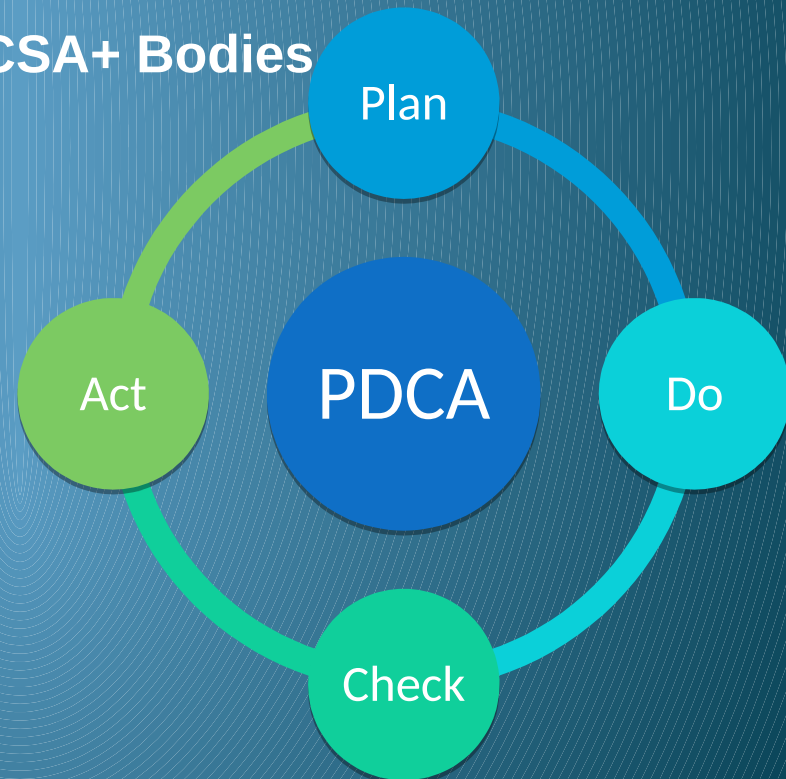 CSA+ Bodies
Plan
Act
PDCA
Do
Check